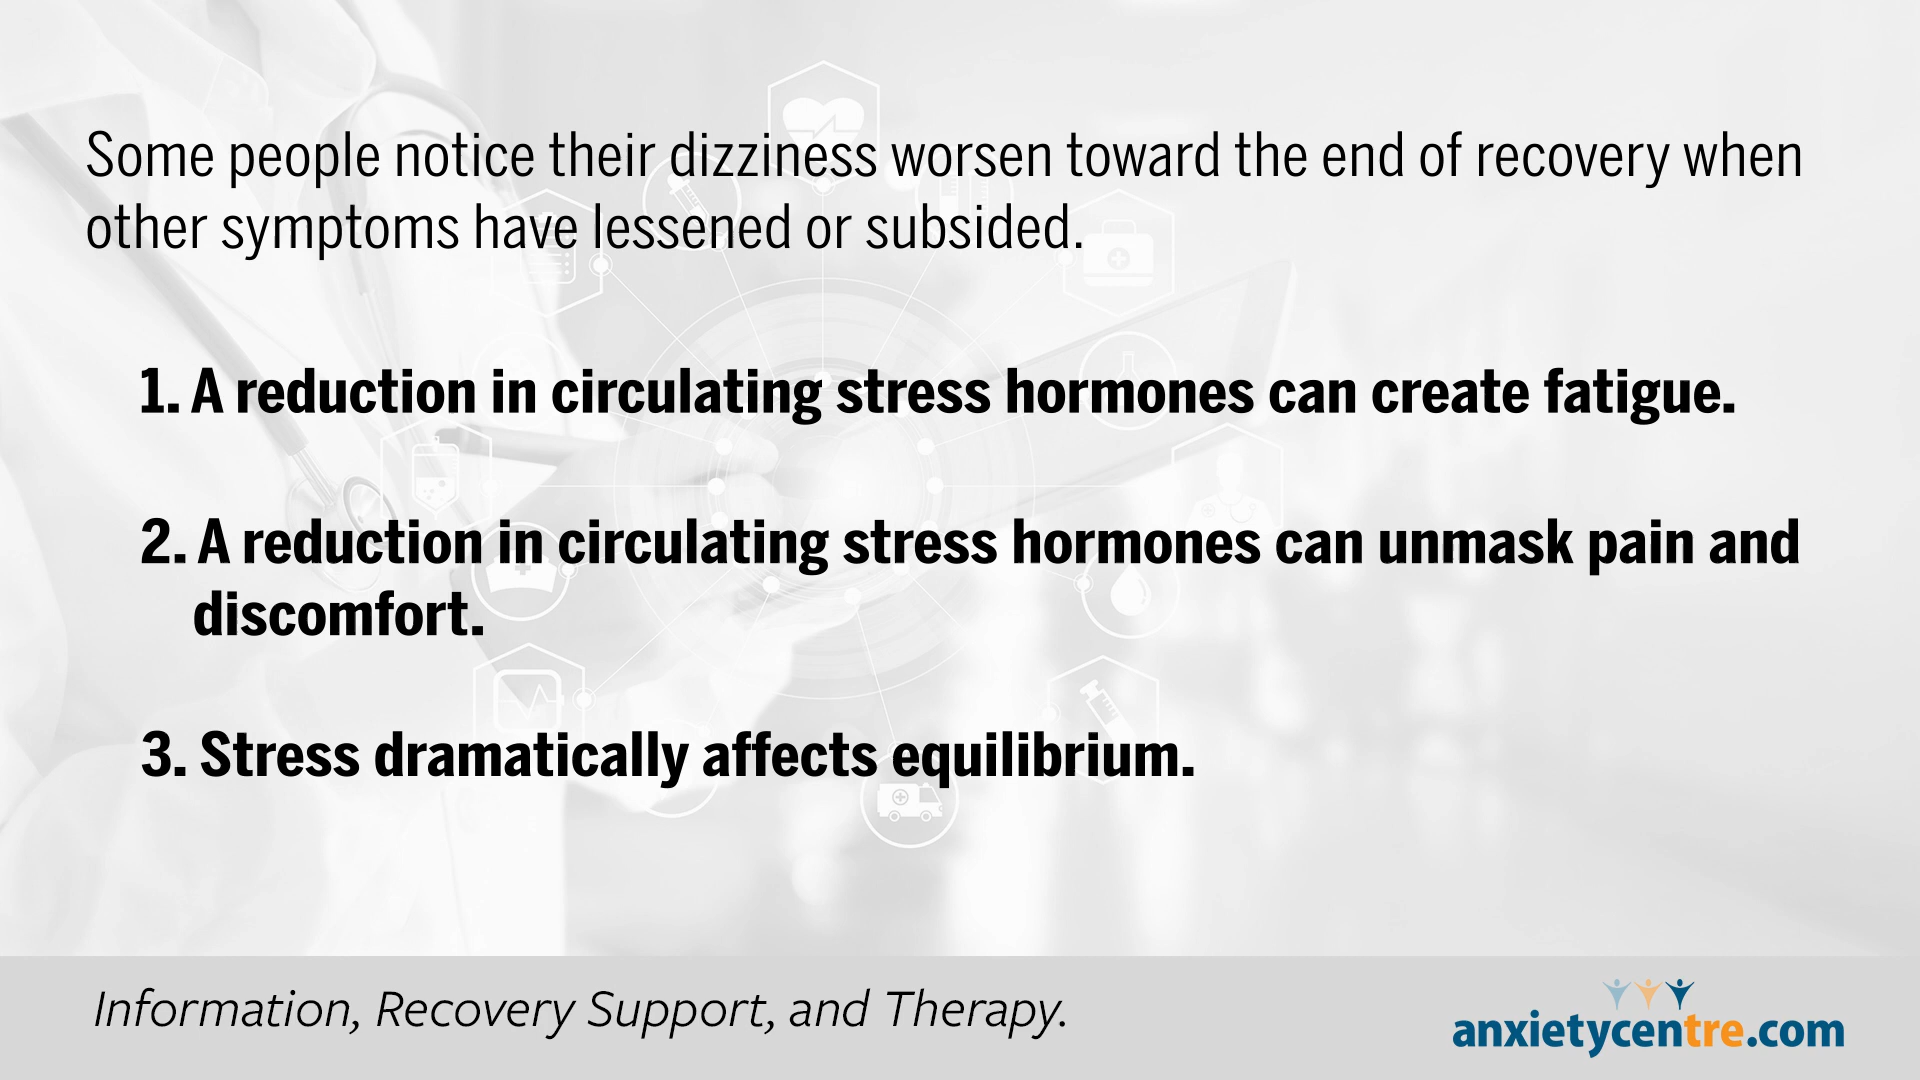 Some people notice their dizziness worsen toward the end of recovery when
other symptoms have lessened or subsided.
1. A reduction in circulating stress hormones can create fatigue.
2. A reduction in circulating stress hormones can unmask pain and
discomfort.
3. Stress dramatically affects equilibrium.
Information, Recovery Support, and Therapy.
anxietycentre.com